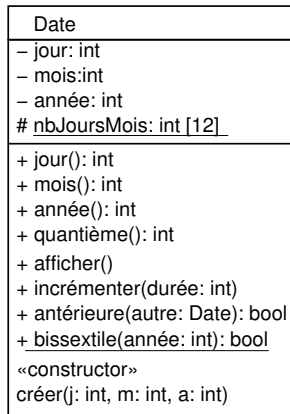 Date
− jour: int
− mois:int
− année: int
# nbJoursMois: int [12]
+ jour(): int
+ mois(): int
+ année(): int
+ quantième(): int
+ afficher()
+ incrémenter(durée: int)
+ antérieure(autre: Date): bool
+ bissextile(année: int): bool
«constructor»
créer(j: int, m: int, a: int)